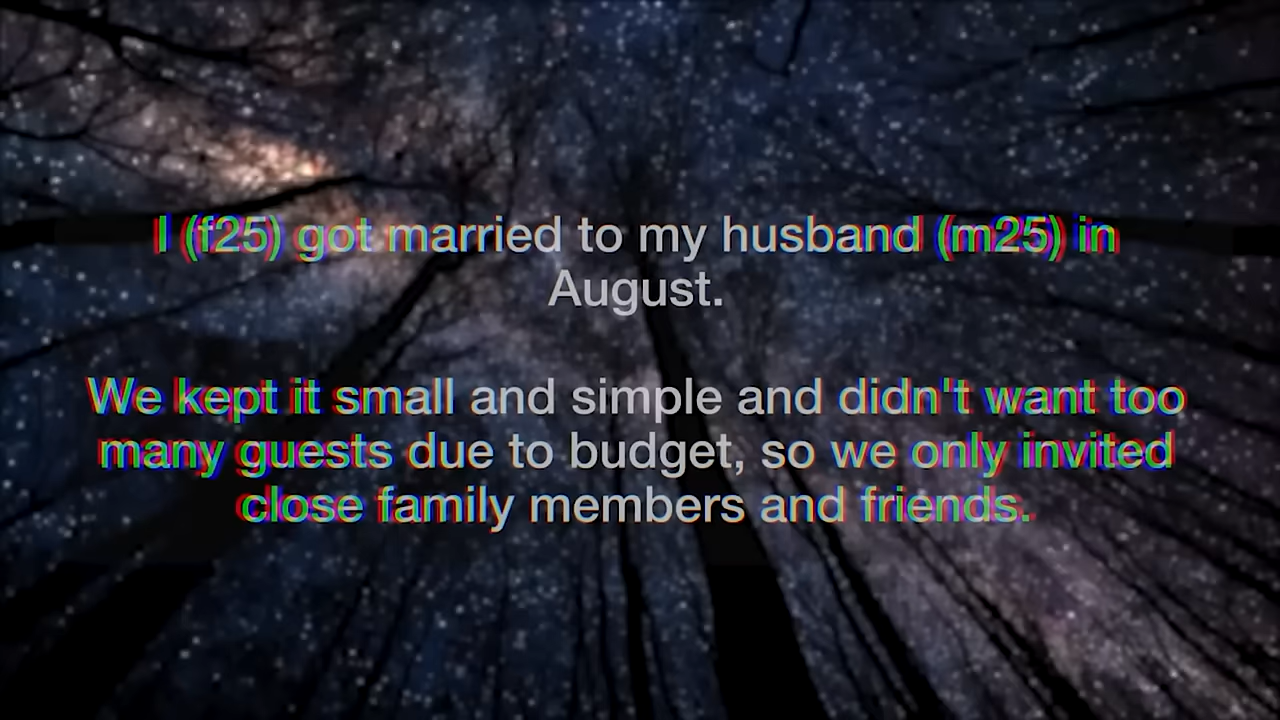 I (f25) got married to my husband (m25) in
August.
We kept it small and simple and didn't want too
many guests due to budget, so we only invited
close family members and friends.